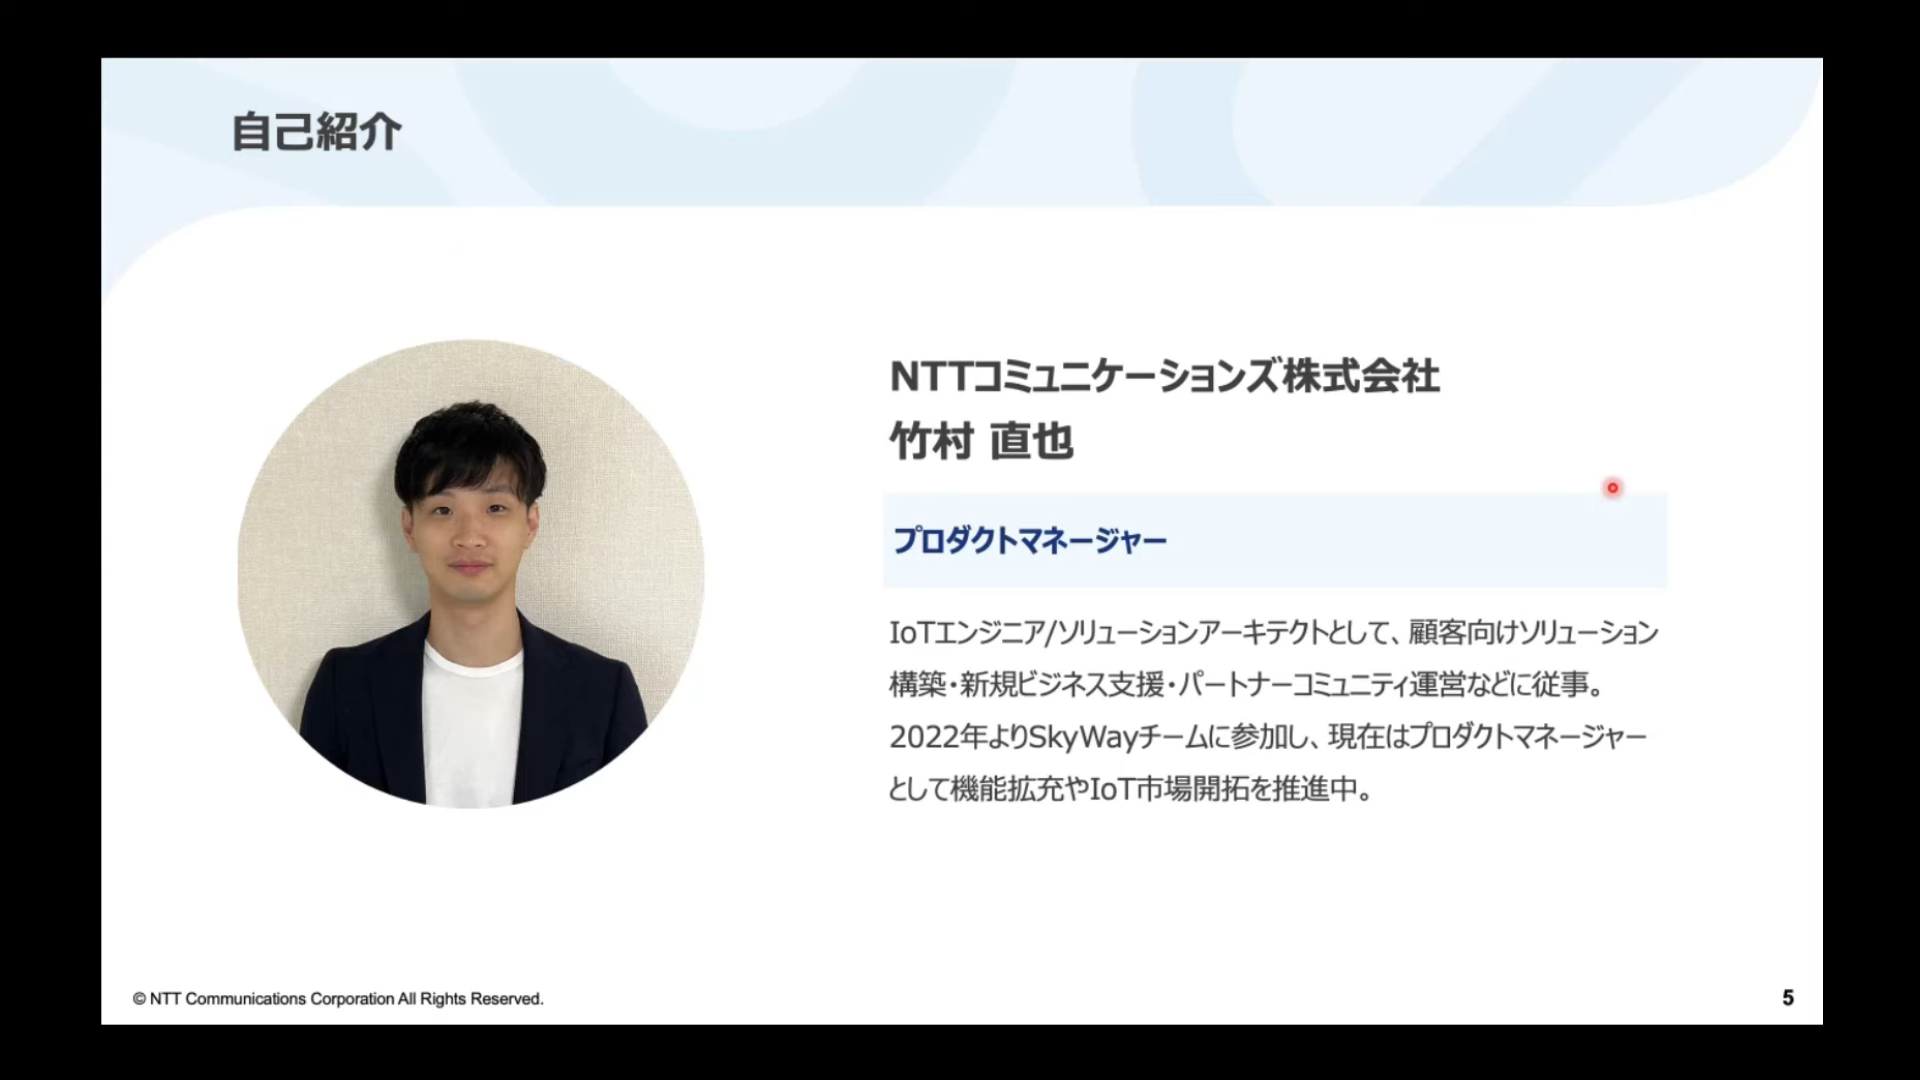 自己紹介
NTTコミュニケーションズ株式会社
竹村 直也
プロダクトマネージャー
IoTエンジニア/ソリューションアーキテクトとして、顧客向けソリューション
構築・新規ビジネス支援・パートナーコミュニティ運営などに従事。
2022年よりSkyWayチームに参加し、現在はプロダクトマネージャー
として機能拡充やIoT市場開拓を推進中。
© NTT Communications Corporation All Rights Reserved.
5